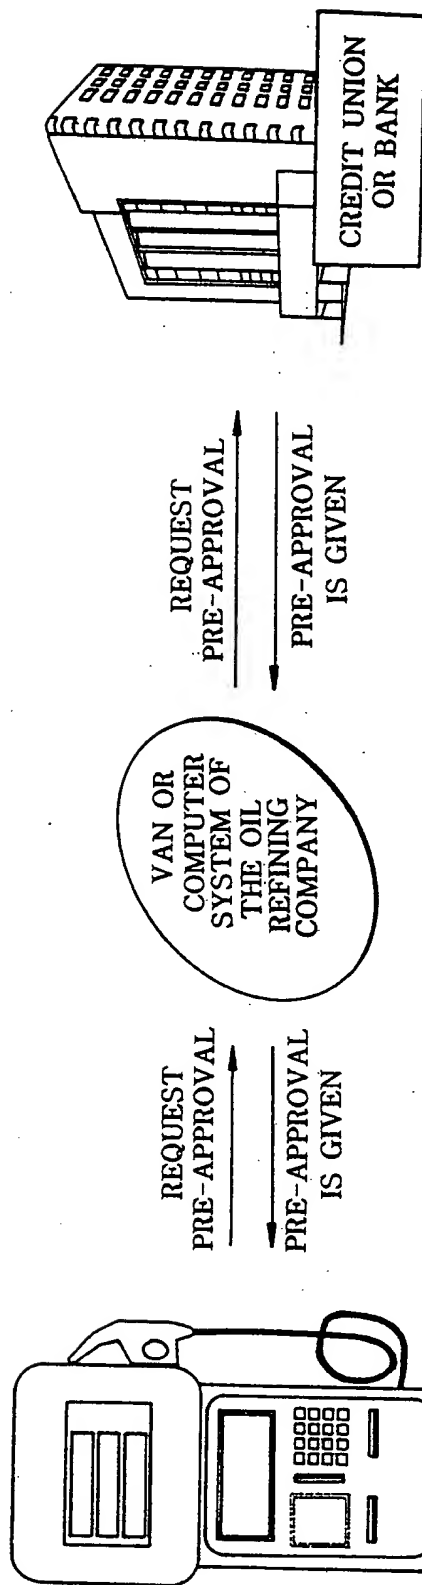 REQUEST
PRE-APPROVAL
PRE-APPROVAL
IS GIVEN
VAN OR
COMPUTER
SYSTEM OF
THE OIL
REFINING
COMPANY
REQUEST
PRE-APPROVAL
PRE-APPROVAL
IS GIVEN
CREDIT UNION
OR BANK